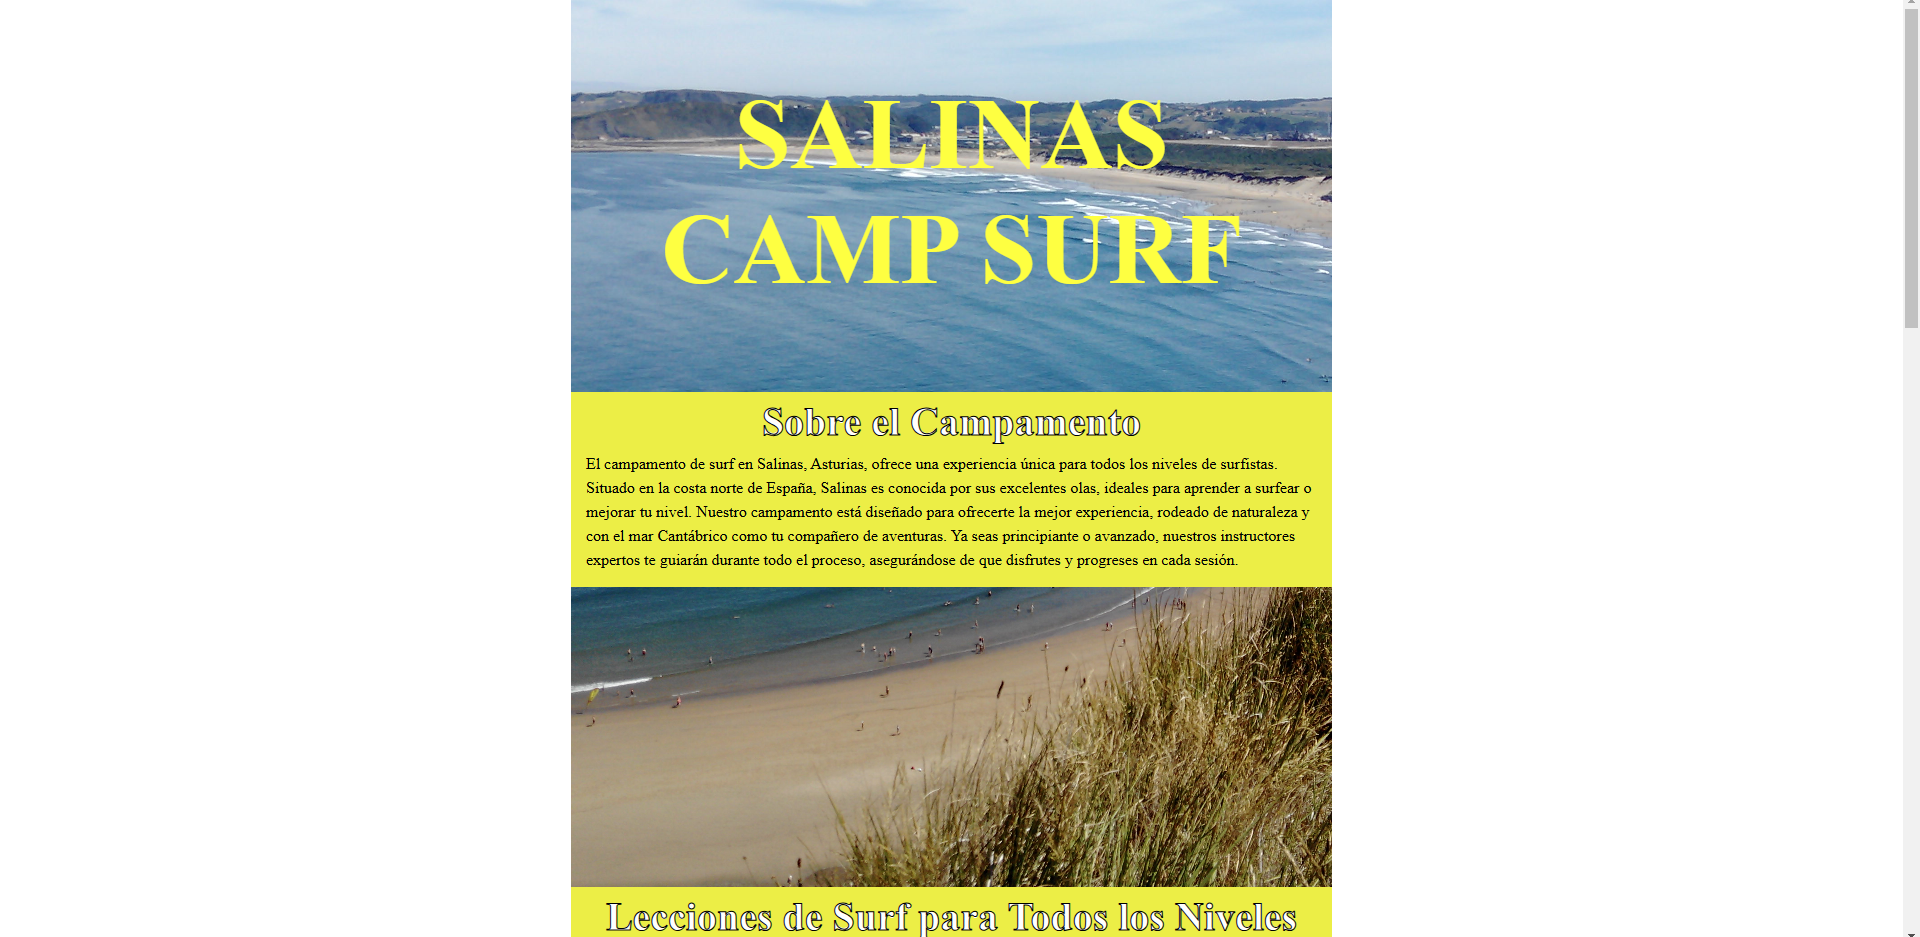 SALINAS
CAMP SURF
Sobre el Campamento
El campamento de surf en Salinas, Asturias, ofrece una experiencia única para todos los niveles de surfistas.
Situado en la costa norte de España, Salinas es conocida por sus excelentes olas, ideales para aprender a surfear o
mejorar tu nivel. Nuestro campamento está diseñado para ofrecerte la mejor experiencia, rodeado de naturaleza y
con el mar Cantábrico como tu compañero de aventuras. Ya seas principiante o avanzado, nuestros instructores
expertos te guiarán durante todo el proceso, asegurándose de que disfrutes y progreses en cada sesión.
Lecciones de Surf para Todos los Niveles